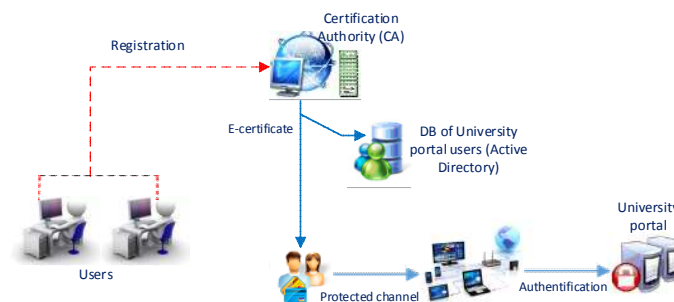 Certification
Authority (CA)
Registration
E-certificate
DB of University
portal users (Active
Directory)
University
portal
Users
Protected channel
Authentification